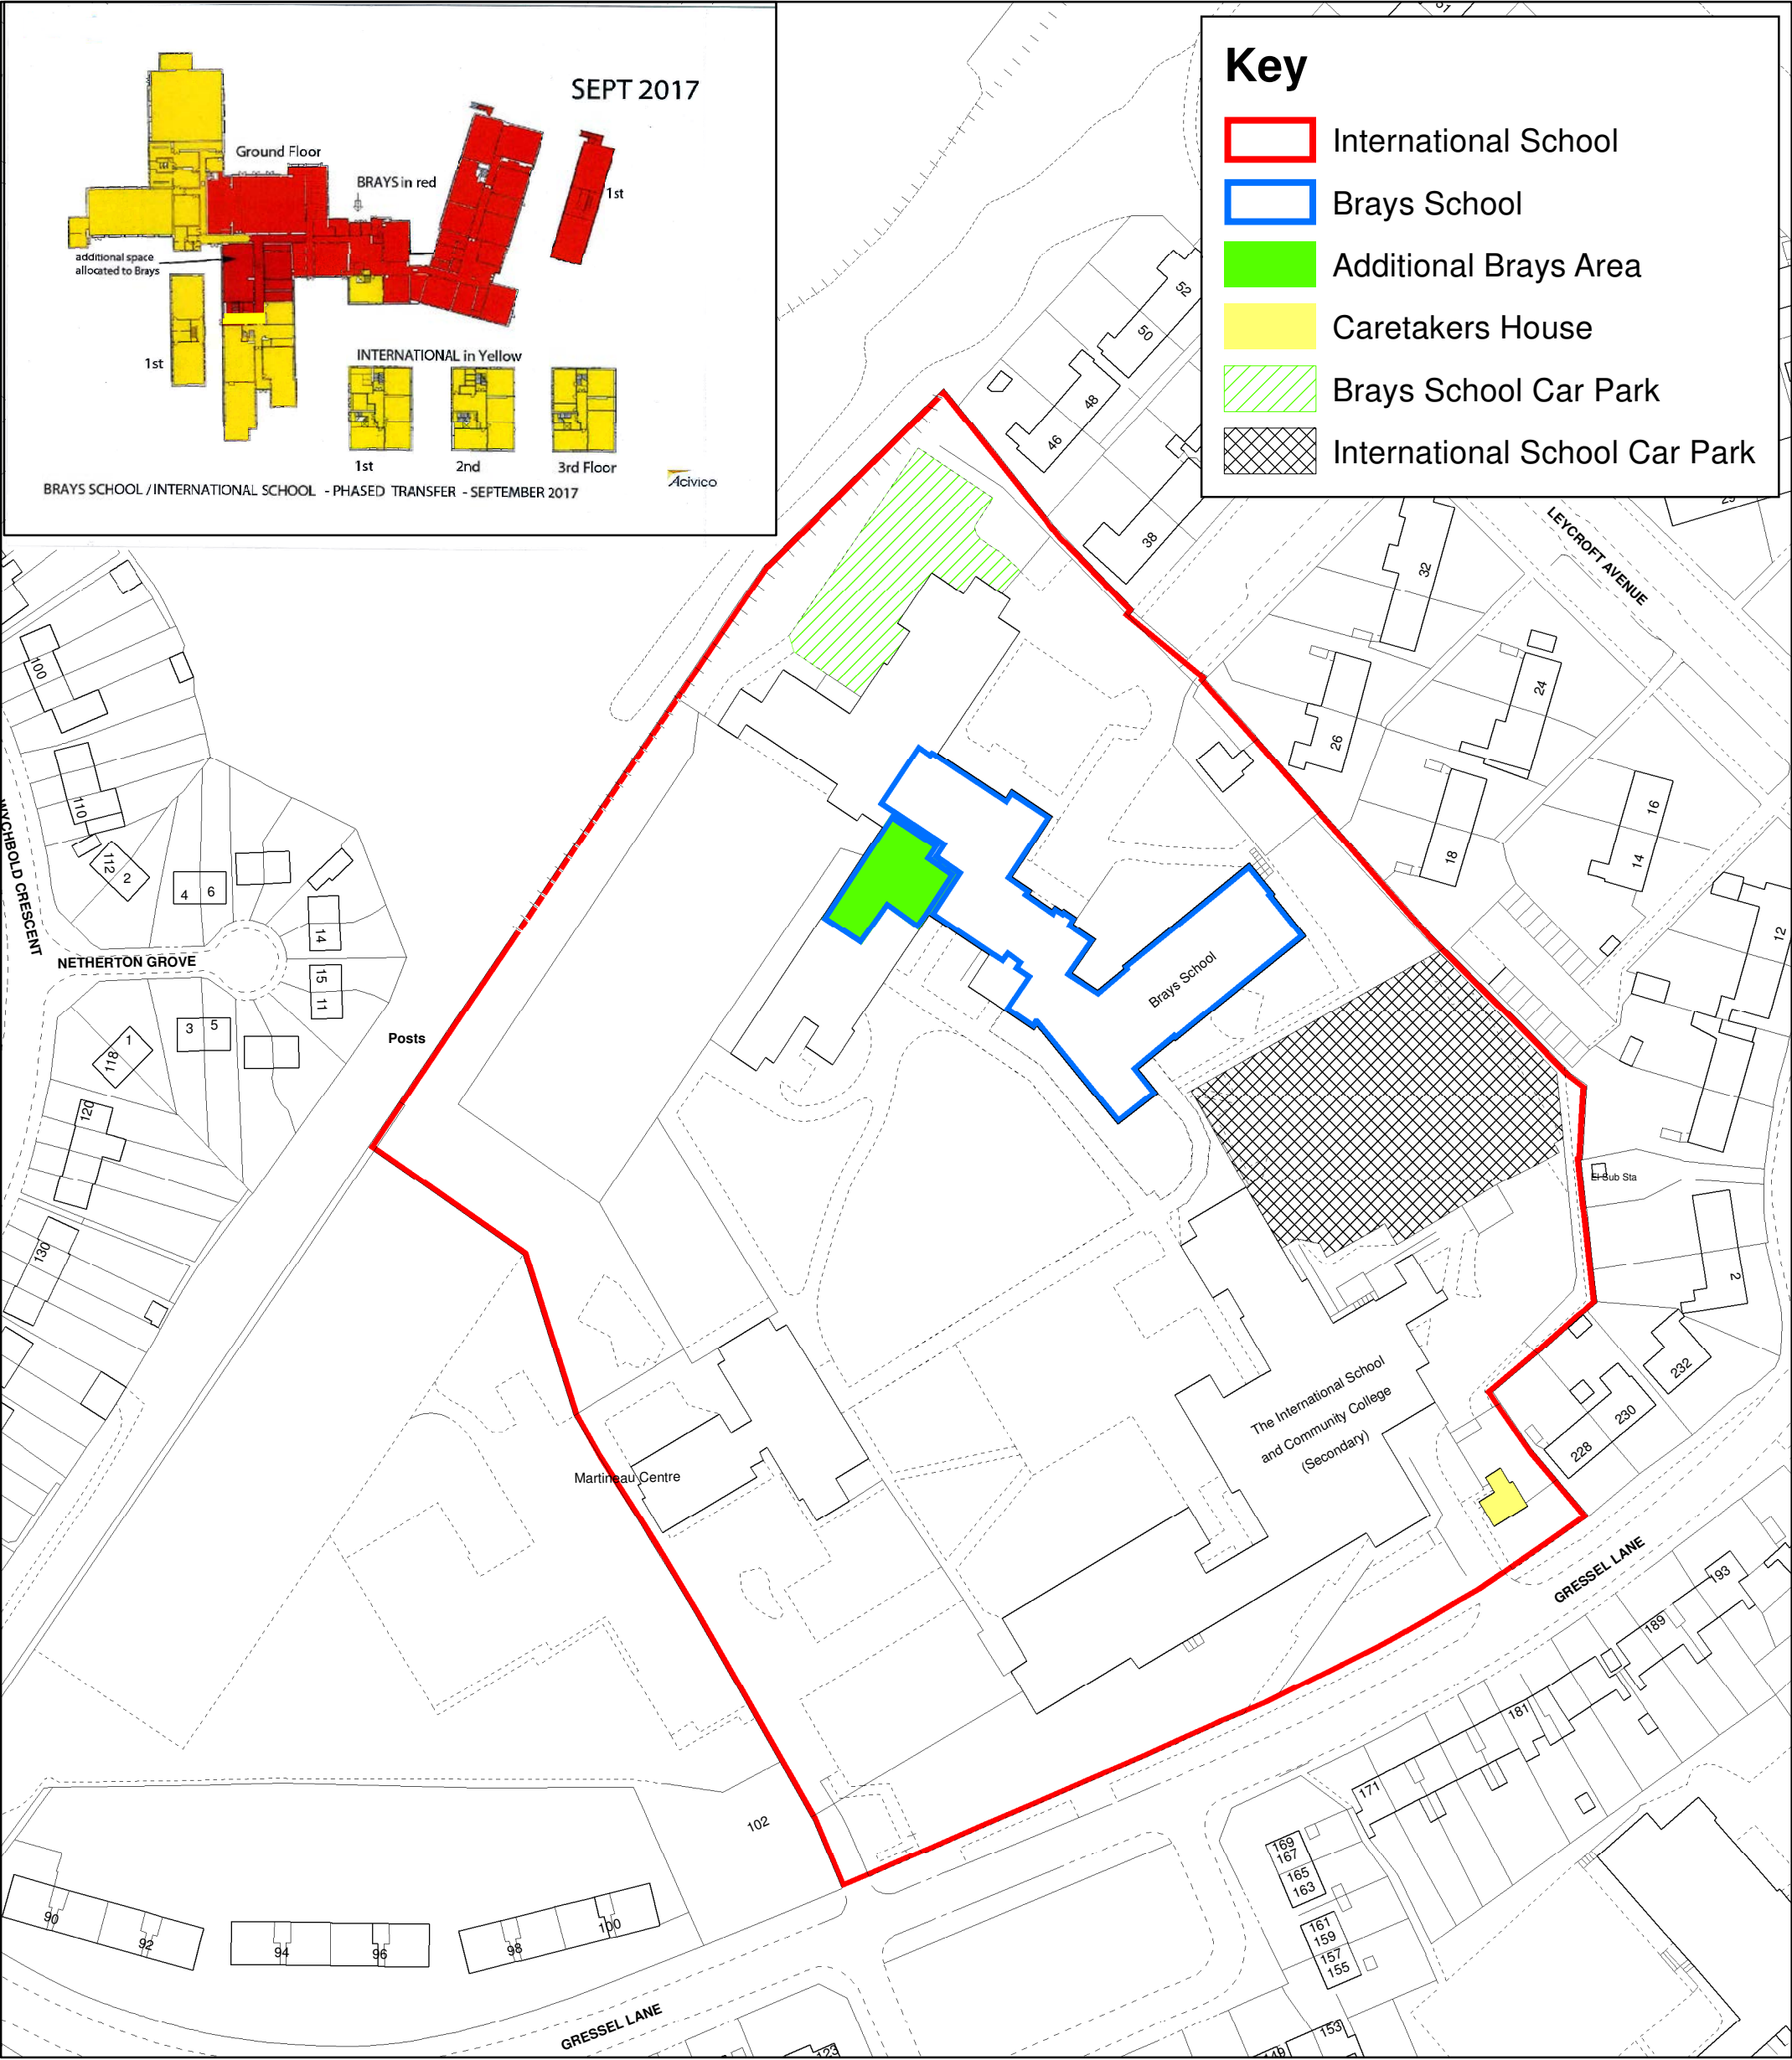 SEPT 2017
Ground Floor
BRAYS in red
1st
additional space
allocated to Brays
1st
INTERNATIONAL in Yellow
1st
2nd
3rd Floor
BRAYS SCHOOL / INTERNATIONAL SCHOOL - PHASED TRANSFER - SEPTEMBER 2017
Acivico
Key
International School
Brays School
Additional Brays Area
Caretakers House
Brays School Car Park
International School Car Park
52
50
48
46
38
32
LEYCROFT AVENUE
26
24
18
16
14
12
100
110
112
2
4
6
14
NETHERTON GROVE
15
11
3
5
1
118
120
130
Posts
Brays School
El Sub Sta
2
The International School
and Community College
(Secondary)
Martineau Centre
232
230
228
GRESSEL LANE
193
189
181
171
102
169
167
165
163
161
159
157
155
153
90
92
94
96
98
100
GRESSEL LANE